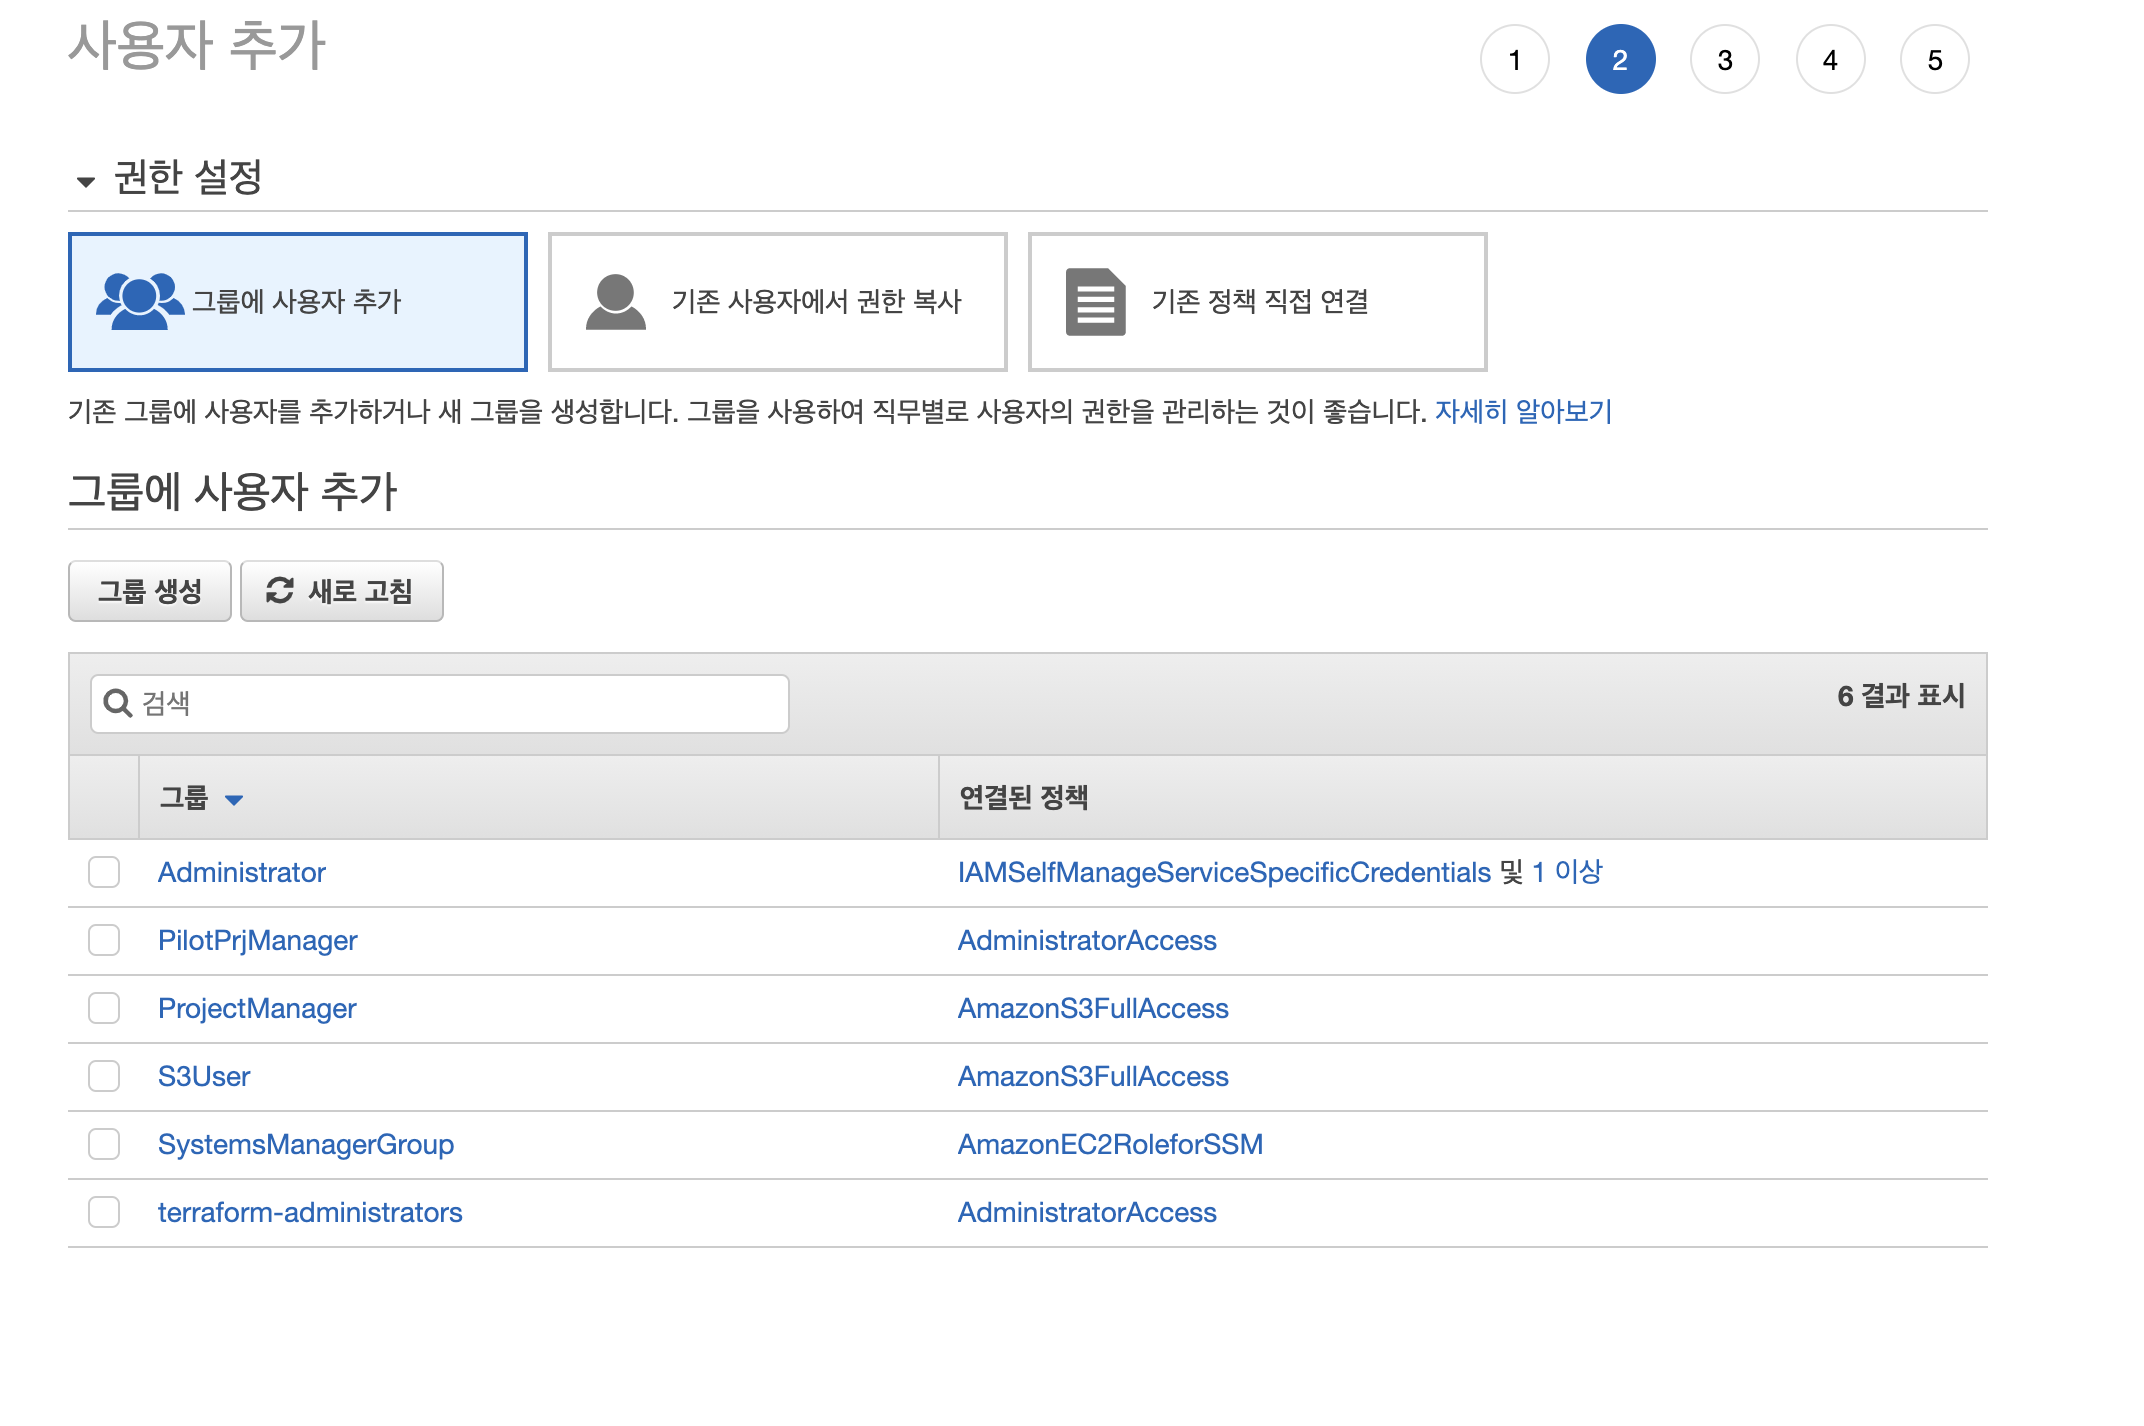 사용자 추가
1 2 3 4 5
권한 설정
그룹에 사용자 추가
기존 사용자에서 권한 복사
기존 정책 직접 연결
기존 그룹에 사용자를 추가하거나 새 그룹을 생성합니다. 그룹을 사용하여 직무별로 사용자의 권한을 관리하는 것이 좋습니다. 자세히 알아보기
그룹에 사용자 추가
그룹 생성 새로 고침
검색 6 결과 표시
그룹 연결된 정책
Administrator IAMSelfManageServiceSpecificCredentials 및 1 이상
PilotPrjManager AdministratorAccess
ProjectManager AmazonS3FullAccess
S3User AmazonS3FullAccess
SystemsManagerGroup AmazonEC2RoleforSSM
terraform-administrators AdministratorAccess